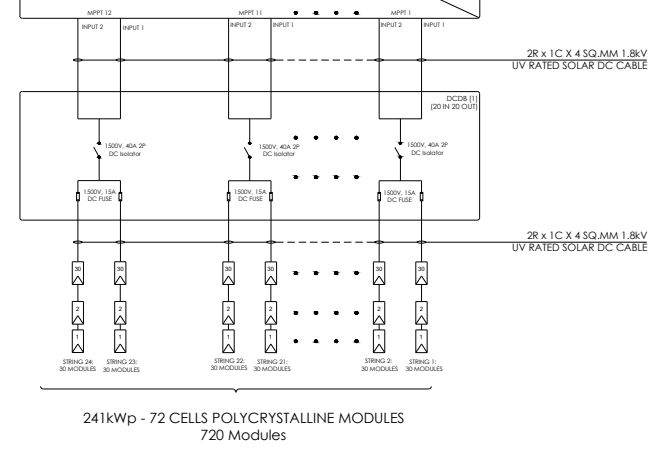 MPPT 12
MPPT 11
MPPT 1
INPUT 2
INPUT 1
INPUT 2
INPUT 1
INPUT 2
INPUT 1
2R x 1C X 4 SQ.MM 1.8kV
UV RATED SOLAR DC CABLE
DCDB [1]
(20 IN 20 OUT)
1500V, 40A 2P
DC Isolator
1500V, 40A 2P
DC Isolator
1500V, 40A 2P
DC Isolator
1500V, 15A
DC FUSE
1500V, 15A
DC FUSE
1500V, 15A
DC FUSE
2R x 1C X 4 SQ.MM 1.8kV
UV RATED SOLAR DC CABLE
30
30
30
30
30
30
2
2
2
2
2
2
1
1
1
1
1
1
STRING 24:
30 MODULES
STRING 23:
30 MODULES
STRING 22:
30 MODULES
STRING 21:
30 MODULES
STRING 2:
30 MODULES
STRING 1:
30 MODULES
241kWp - 72 CELLS POLYCRYSTALLINE MODULES
720 Modules